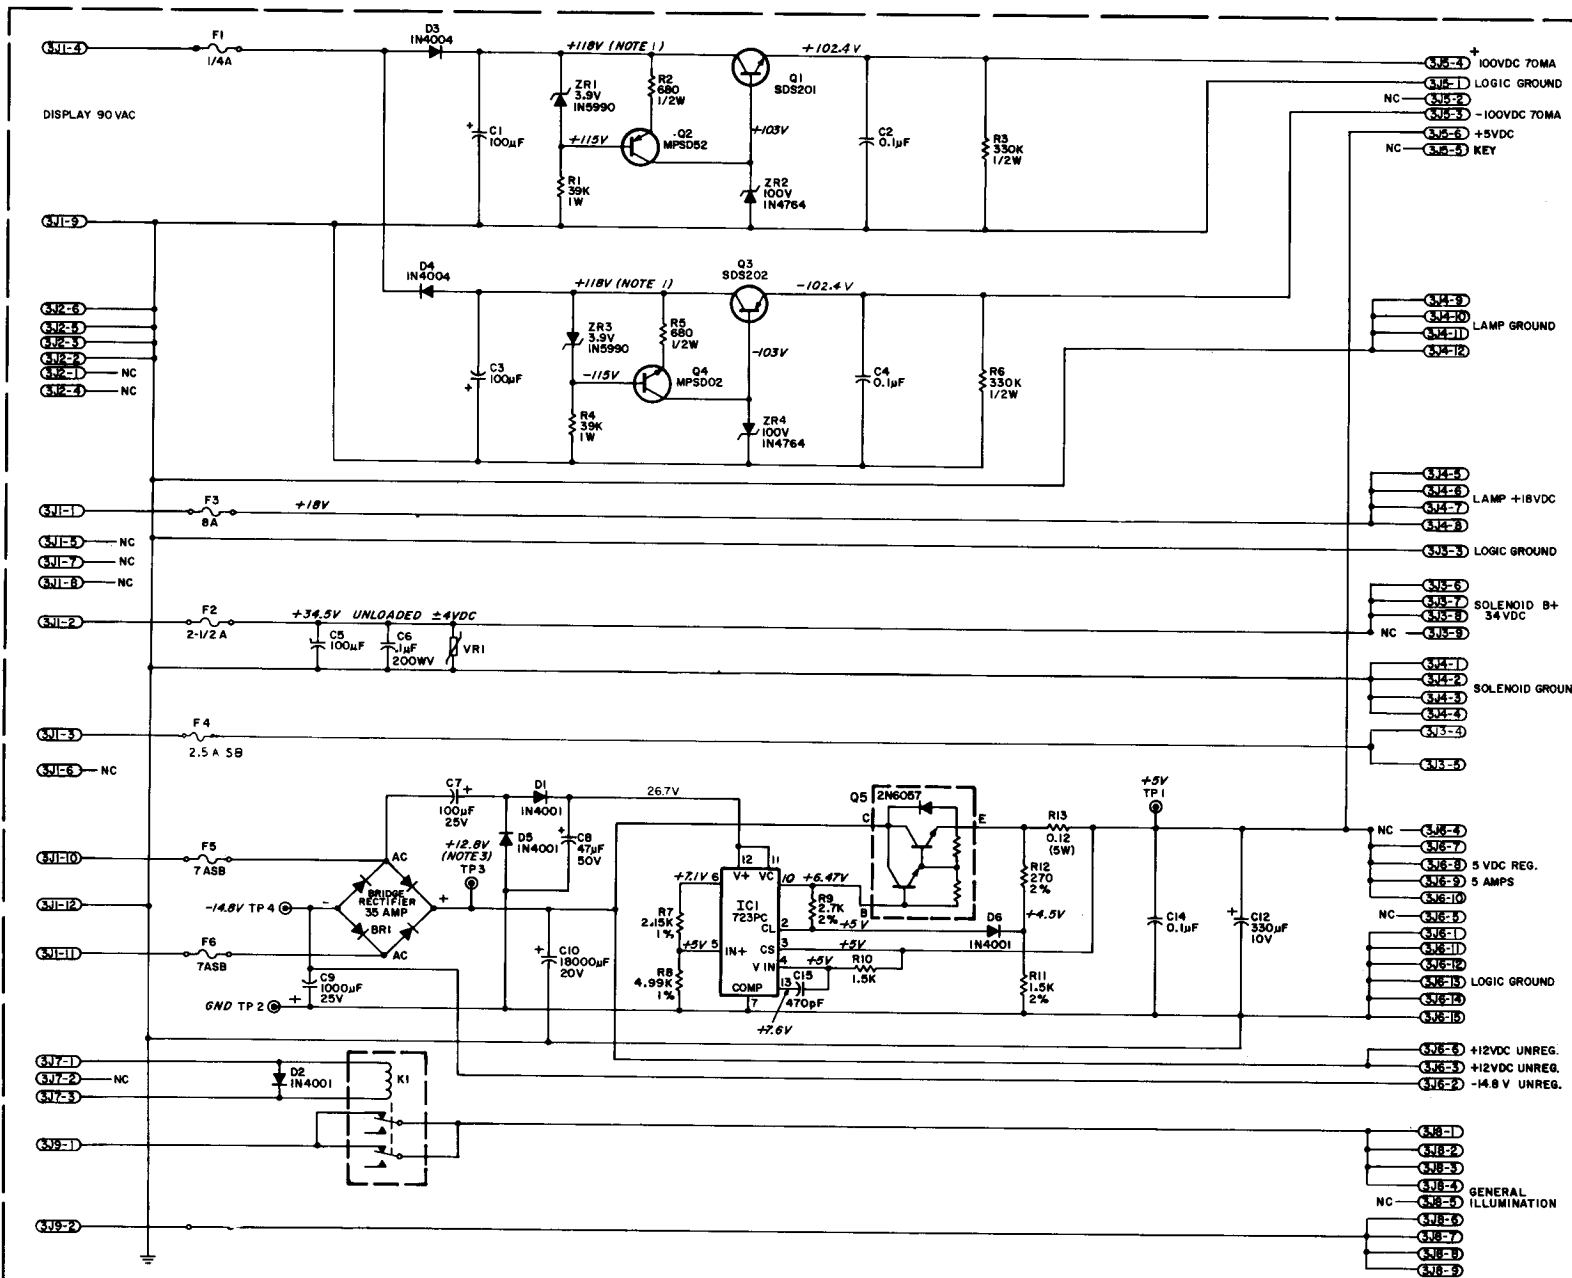 3J1-4
F1
1/4A
D3
1N4004
+118V (NOTE 1)
+102.4V
ZR1
3.9V
1N5990
R2
680
1/2W
Q1
SDS201
DISPLAY 90 VAC
C1
100µF
+
+115V
Q2
MPSD52
+103V
C2
0.1µF
R3
330K
1/2W
R1
39K
1W
ZR2
100V
1N4764
3J1-9
3J5-4 + 100VDC 70MA
3J5-1 LOGIC GROUND
NC 3J5-2
3J5-3 -100VDC 70MA
3J5-6 +5VDC
NC 3J5-5 KEY
D4
1N4004
+118V (NOTE 1)
Q3
SDS202
-102.4V
ZR3
3.9V
1N5990
R5
680
1/2W
C3
100µF
+
-115V
Q4
MPSD02
-103V
C4
0.1µF
R6
330K
1/2W
R4
39K
1W
ZR4
100V
1N4764
3J2-6
3J2-5
3J2-3
3J2-2
3J2-1 NC
3J2-4 NC
3J4-9
3J4-10
3J4-11
3J4-12
LAMP GROUND
3J1-1
F3
8A
+18V
3J4-5
3J4-6
3J4-7
3J4-8
LAMP +18VDC
3J1-5 NC
3J1-7 NC
3J1-8 NC
3J3-3 LOGIC GROUND
3J1-2
F2
2-1/2 A
+34.5V UNLOADED ±4VDC
C5
100µF
C6
.1µF
200WV
VR1
3J3-6
3J3-7
3J3-8
NC 3J3-9
SOLENOID B+
34VDC
3J4-1
3J4-2
3J4-3
3J4-4
SOLENOID GROUN
3J1-3
F4
2.5 A SB
3J3-4
3J3-5
3J1-6 NC
C7
+
100µF
25V
D1
1N4001
26.7V
D5
1N4001
+
C8
47µF
50V
+12.8V
(NOTE3)
TP3
Q5
2N6057
C
E
B
+5V
TP1
R13
0.12
(5W)
R12
270
2%
+4.5V
3J1-10
F5
7 ASB
AC
BRIDGE
RECTIFIER
35 AMP
BR1
-
+
AC
-14.8V TP4
3J1-12
3J1-11
F6
7ASB
C9
1000µF
25V
+
GND TP2
+
C10
18000µF
20V
12
11
V+
VC
+7.1V 6
10 +6.47V
IC1
723PC
R7
2.15K
1%
R9
2.7K
2%
2
CL
+5V
D6
1N4001
+5V 5
IN+
3
CS
+5V
4
V IN
+5V
R10
1.5K
R8
4.99K
1%
COMP
13
C15
470pF
7
+7.6V
R11
1.5K
2%
C14
0.1µF
+
C12
330µF
10V
NC 3J6-4
3J6-7
3J6-8
3J6-9
3J6-10
5 VDC REG.
5 AMPS
NC 3J6-5
3J6-1
3J6-11
3J6-12
3J6-13
3J6-14
3J6-15
LOGIC GROUND
3J6-6 +12VDC UNREG.
3J6-3 +12VDC UNREG.
3J6-2 -14.8 V UNREG.
3J7-1
3J7-2 NC
3J7-3
D2
1N4001
K1
3J9-1
3J8-1
3J8-2
3J8-3
3J8-4
NC 3J8-5
3J8-6
3J8-7
3J8-8
3J8-9
GENERAL
ILLUMINATION
3J9-2